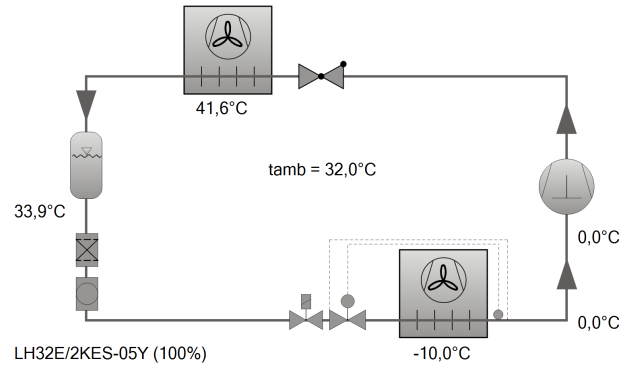 41,6°C
tamb = 32,0°C
33,9°C
0,0°C
0,0°C
LH32E/2KES-05Y (100%)
-10,0°C